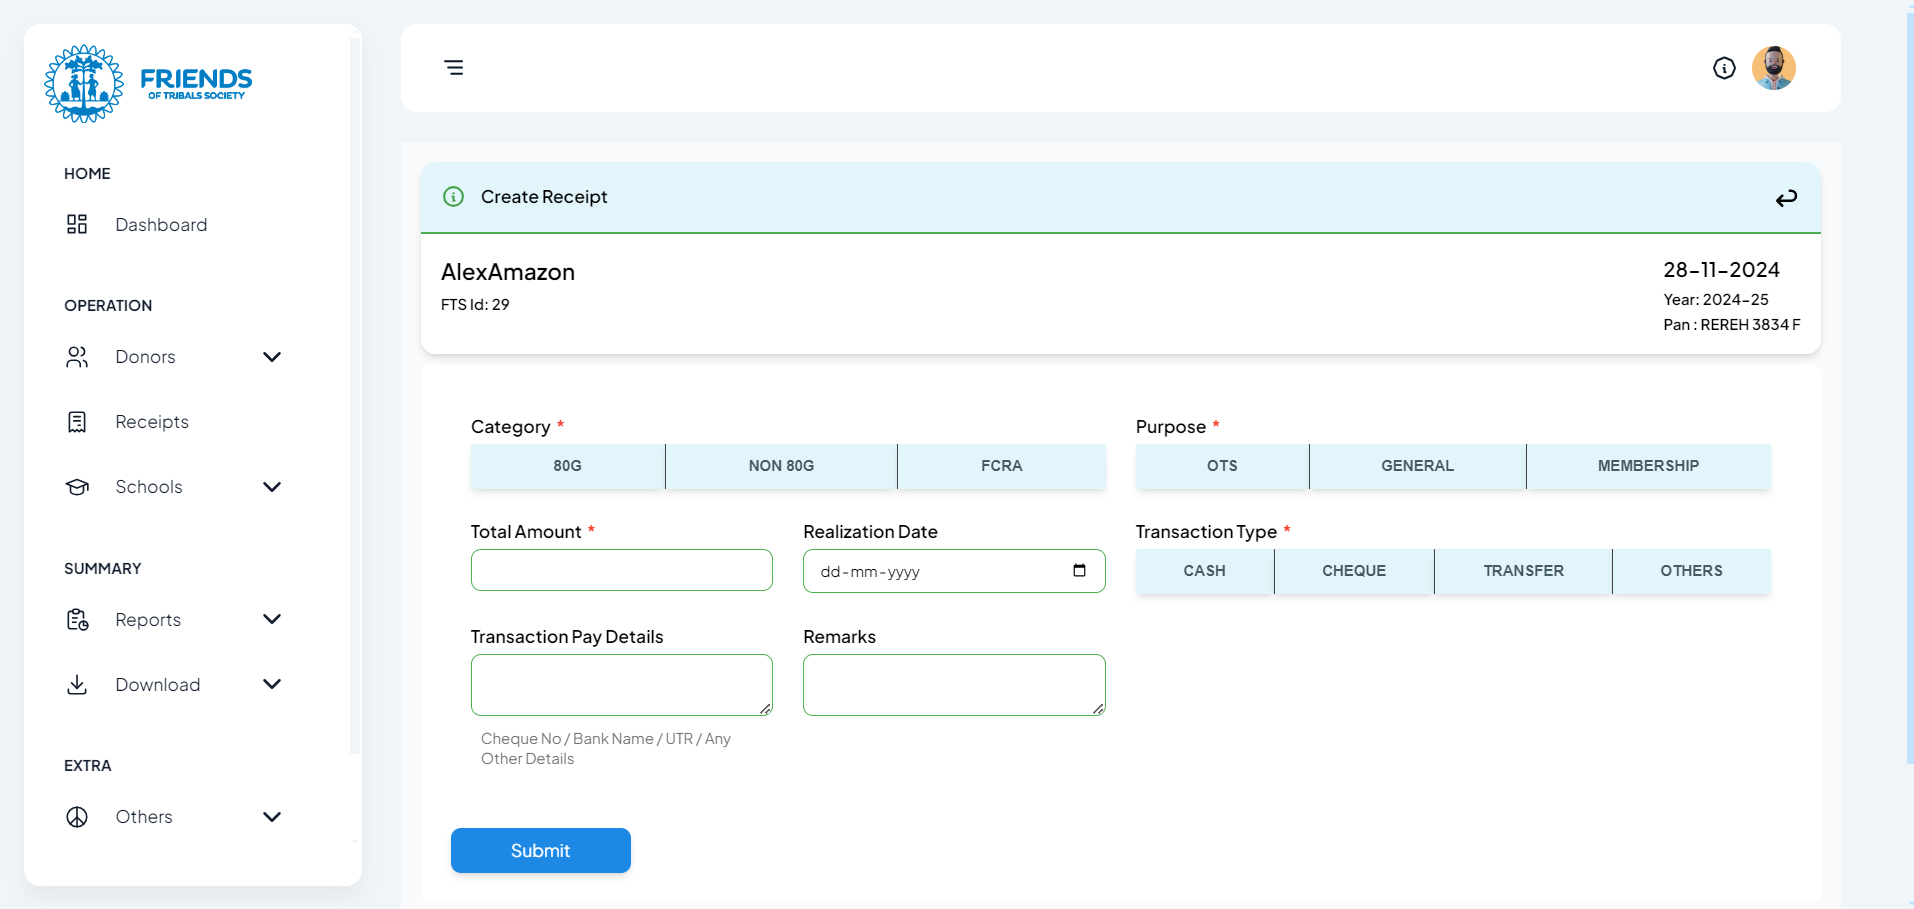 FRIENDS
OF TRIBALS SOCIETY
HOME
Dashboard
OPERATION
Donors
Receipts
Schools
SUMMARY
Reports
Download
EXTRA
Others
Create Receipt
AlexAmazon
FTS Id: 29
28-11-2024
Year: 2024-25
Pan : REREH 3834 F
Category *
80G NON 80G FCRA
Purpose *
OTS GENERAL MEMBERSHIP
Total Amount *
Realization Date
dd-mm-yyyy
Transaction Type *
CASH CHEQUE TRANSFER OTHERS
Transaction Pay Details
Remarks
Cheque No / Bank Name / UTR / Any
Other Details
Submit